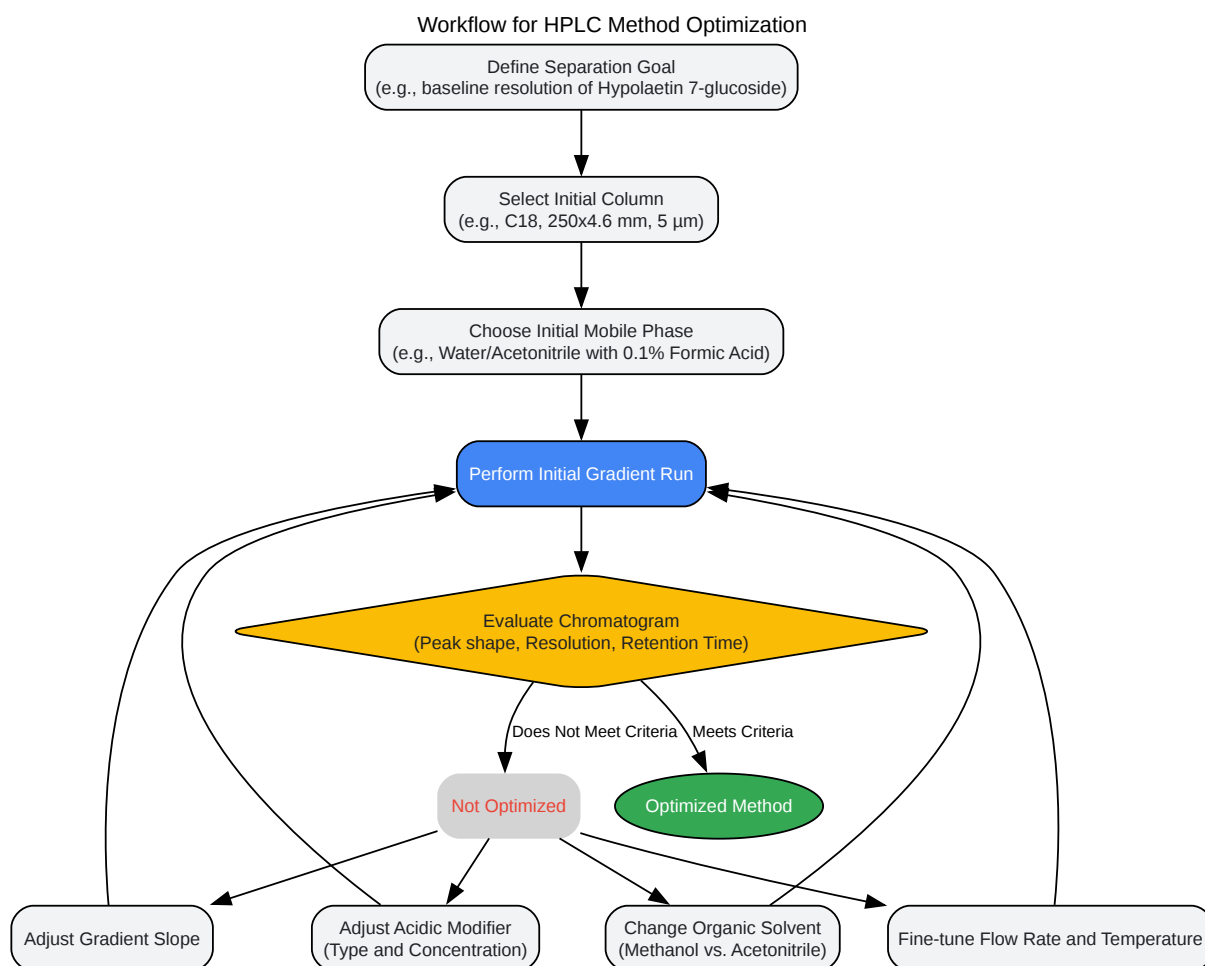 Workflow for HPLC Method Optimization
Define Separation Goal
(e.g., baseline resolution of Hypolaetin 7-glucoside)
Select Initial Column
(e.g., C18, 250x4.6 mm, 5 µm)
Choose Initial Mobile Phase
(e.g., Water/Acetonitrile with 0.1% Formic Acid)
Perform Initial Gradient Run
Evaluate Chromatogram
(Peak shape, Resolution, Retention Time)
Does Not Meet Criteria
Meets Criteria
Not Optimized
Optimized Method
Adjust Gradient Slope
Adjust Acidic Modifier
(Type and Concentration)
Change Organic Solvent
(Methanol vs. Acetonitrile)
Fine-tune Flow Rate and Temperature